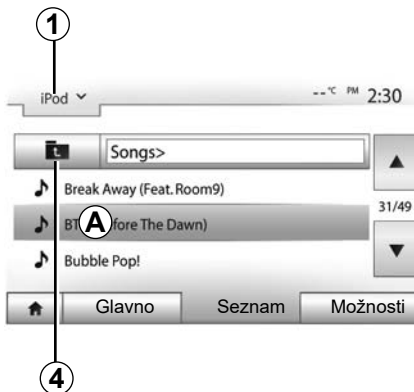 1
iPod
--°C PM 2:30
Songs>
Break Away (Feat. Room9)
31/49
A
fore The Dawn)
Bubble Pop!
Glavno Seznam Možnosti
4